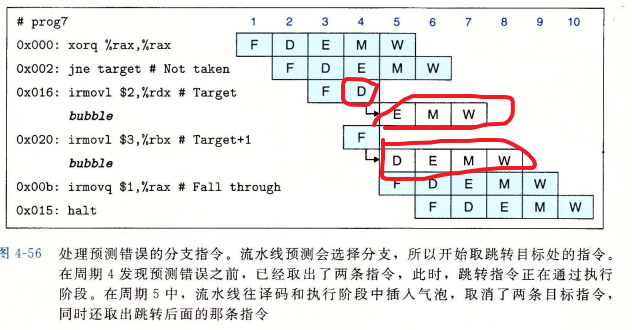 # prog7 1 2 3 4 5 6 7 8 9 10
0x000: xorq %rax,%rax F D E M W
0x002: jne target # Not taken F D E M W
0x016: irmovl $2,%rdx # Target F D
bubble E M W
0x020: irmovl $3,%rbx # Target+1 F
bubble D E M W
0x00b: irmovq $1,%rax # Fall through F D E M W
0x015: halt F D E M W
图 4-56 处理预测错误的分支指令。流水线预测会选择分支，所以开始取跳转目标处的指令。
在周期 4 发现预测错误之前，已经取出了两条指令，此时，跳转指令正在通过执行
阶段。在周期 5 中，流水线往译码和执行阶段中插入气泡，取消了两条目标指令，
同时还取出跳转后面的那条指令